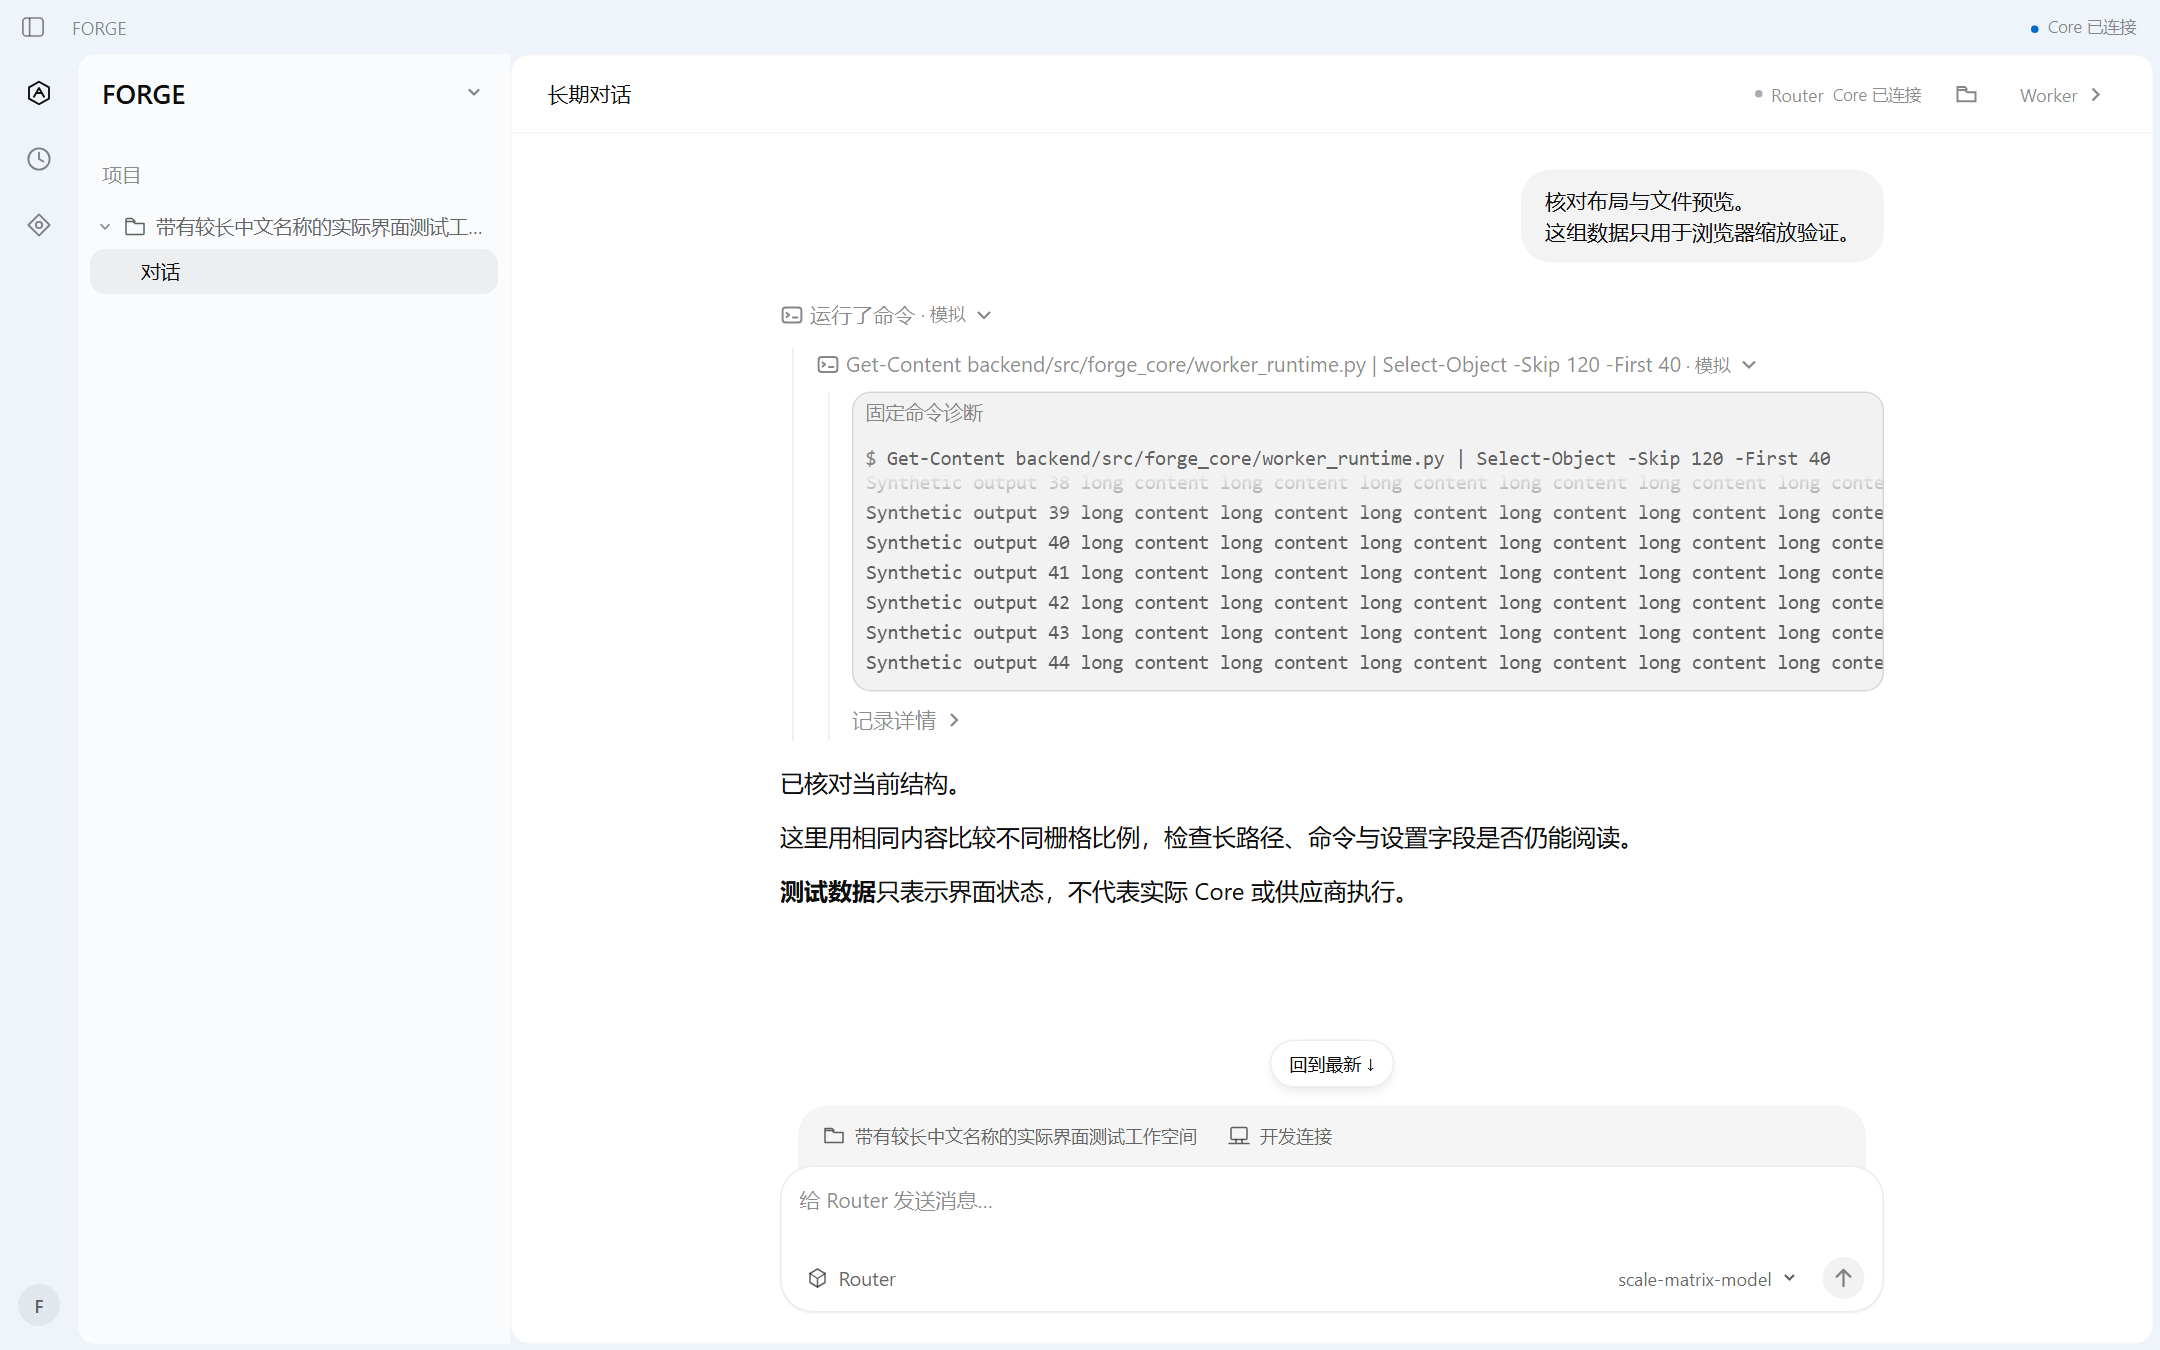 FORGE
Core 已连接
FORGE
项目
带有较长中文名称的实际界面测试工...
对话
F
长期对话
Router Core 已连接
Worker
核对布局与文件预览。
这组数据只用于浏览器缩放验证。
运行了命令 · 模拟
Get-Content backend/src/forge_core/worker_runtime.py | Select-Object -Skip 120 -First 40 · 模拟
固定命令诊断
$ Get-Content backend/src/forge_core/worker_runtime.py | Select-Object -Skip 120 -First 40
Synthetic output 38 long content long content long content long content long content long conte
Synthetic output 39 long content long content long content long content long content long conte
Synthetic output 40 long content long content long content long content long content long conte
Synthetic output 41 long content long content long content long content long content long conte
Synthetic output 42 long content long content long content long content long content long conte
Synthetic output 43 long content long content long content long content long content long conte
Synthetic output 44 long content long content long content long content long content long conte
记录详情
已核对当前结构。
这里用相同内容比较不同栅格比例，检查长路径、命令与设置字段是否仍能阅读。
测试数据只表示界面状态，不代表实际 Core 或供应商执行。
回到最新 ↓
带有较长中文名称的实际界面测试工作空间 开发连接
给 Router 发送消息...
Router
scale-matrix-model